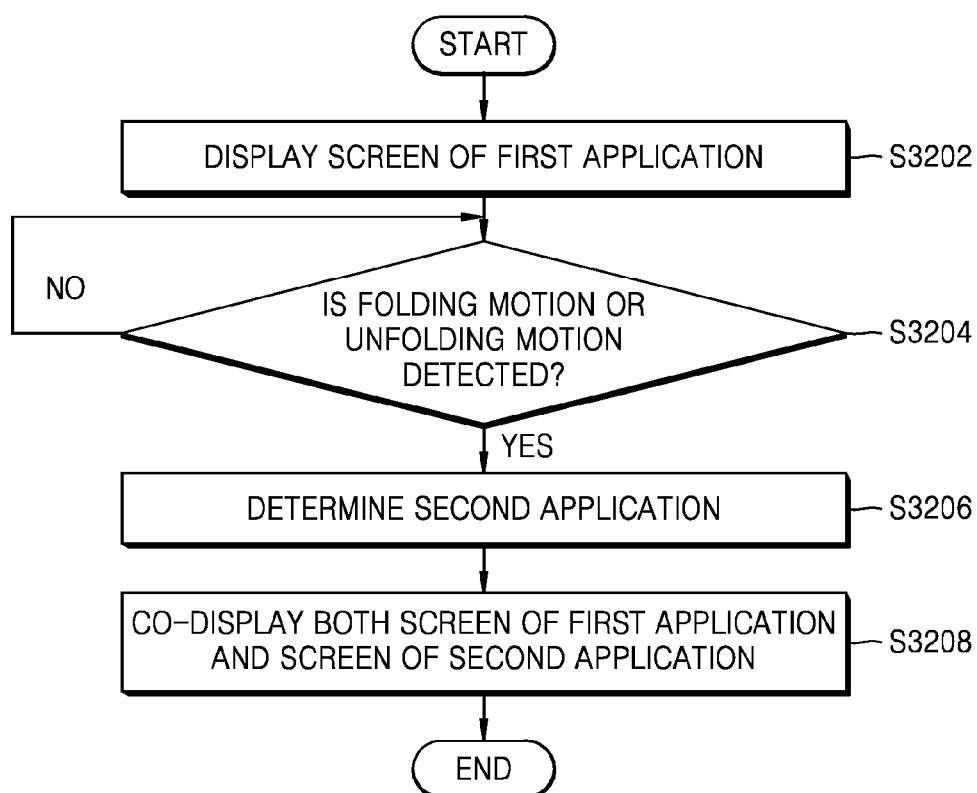 START
DISPLAY SCREEN OF FIRST APPLICATION
S3202
NO
IS FOLDING MOTION OR
UNFOLDING MOTION
DETECTED?
S3204
YES
DETERMINE SECOND APPLICATION
S3206
CO-DISPLAY BOTH SCREEN OF FIRST APPLICATION
AND SCREEN OF SECOND APPLICATION
S3208
END